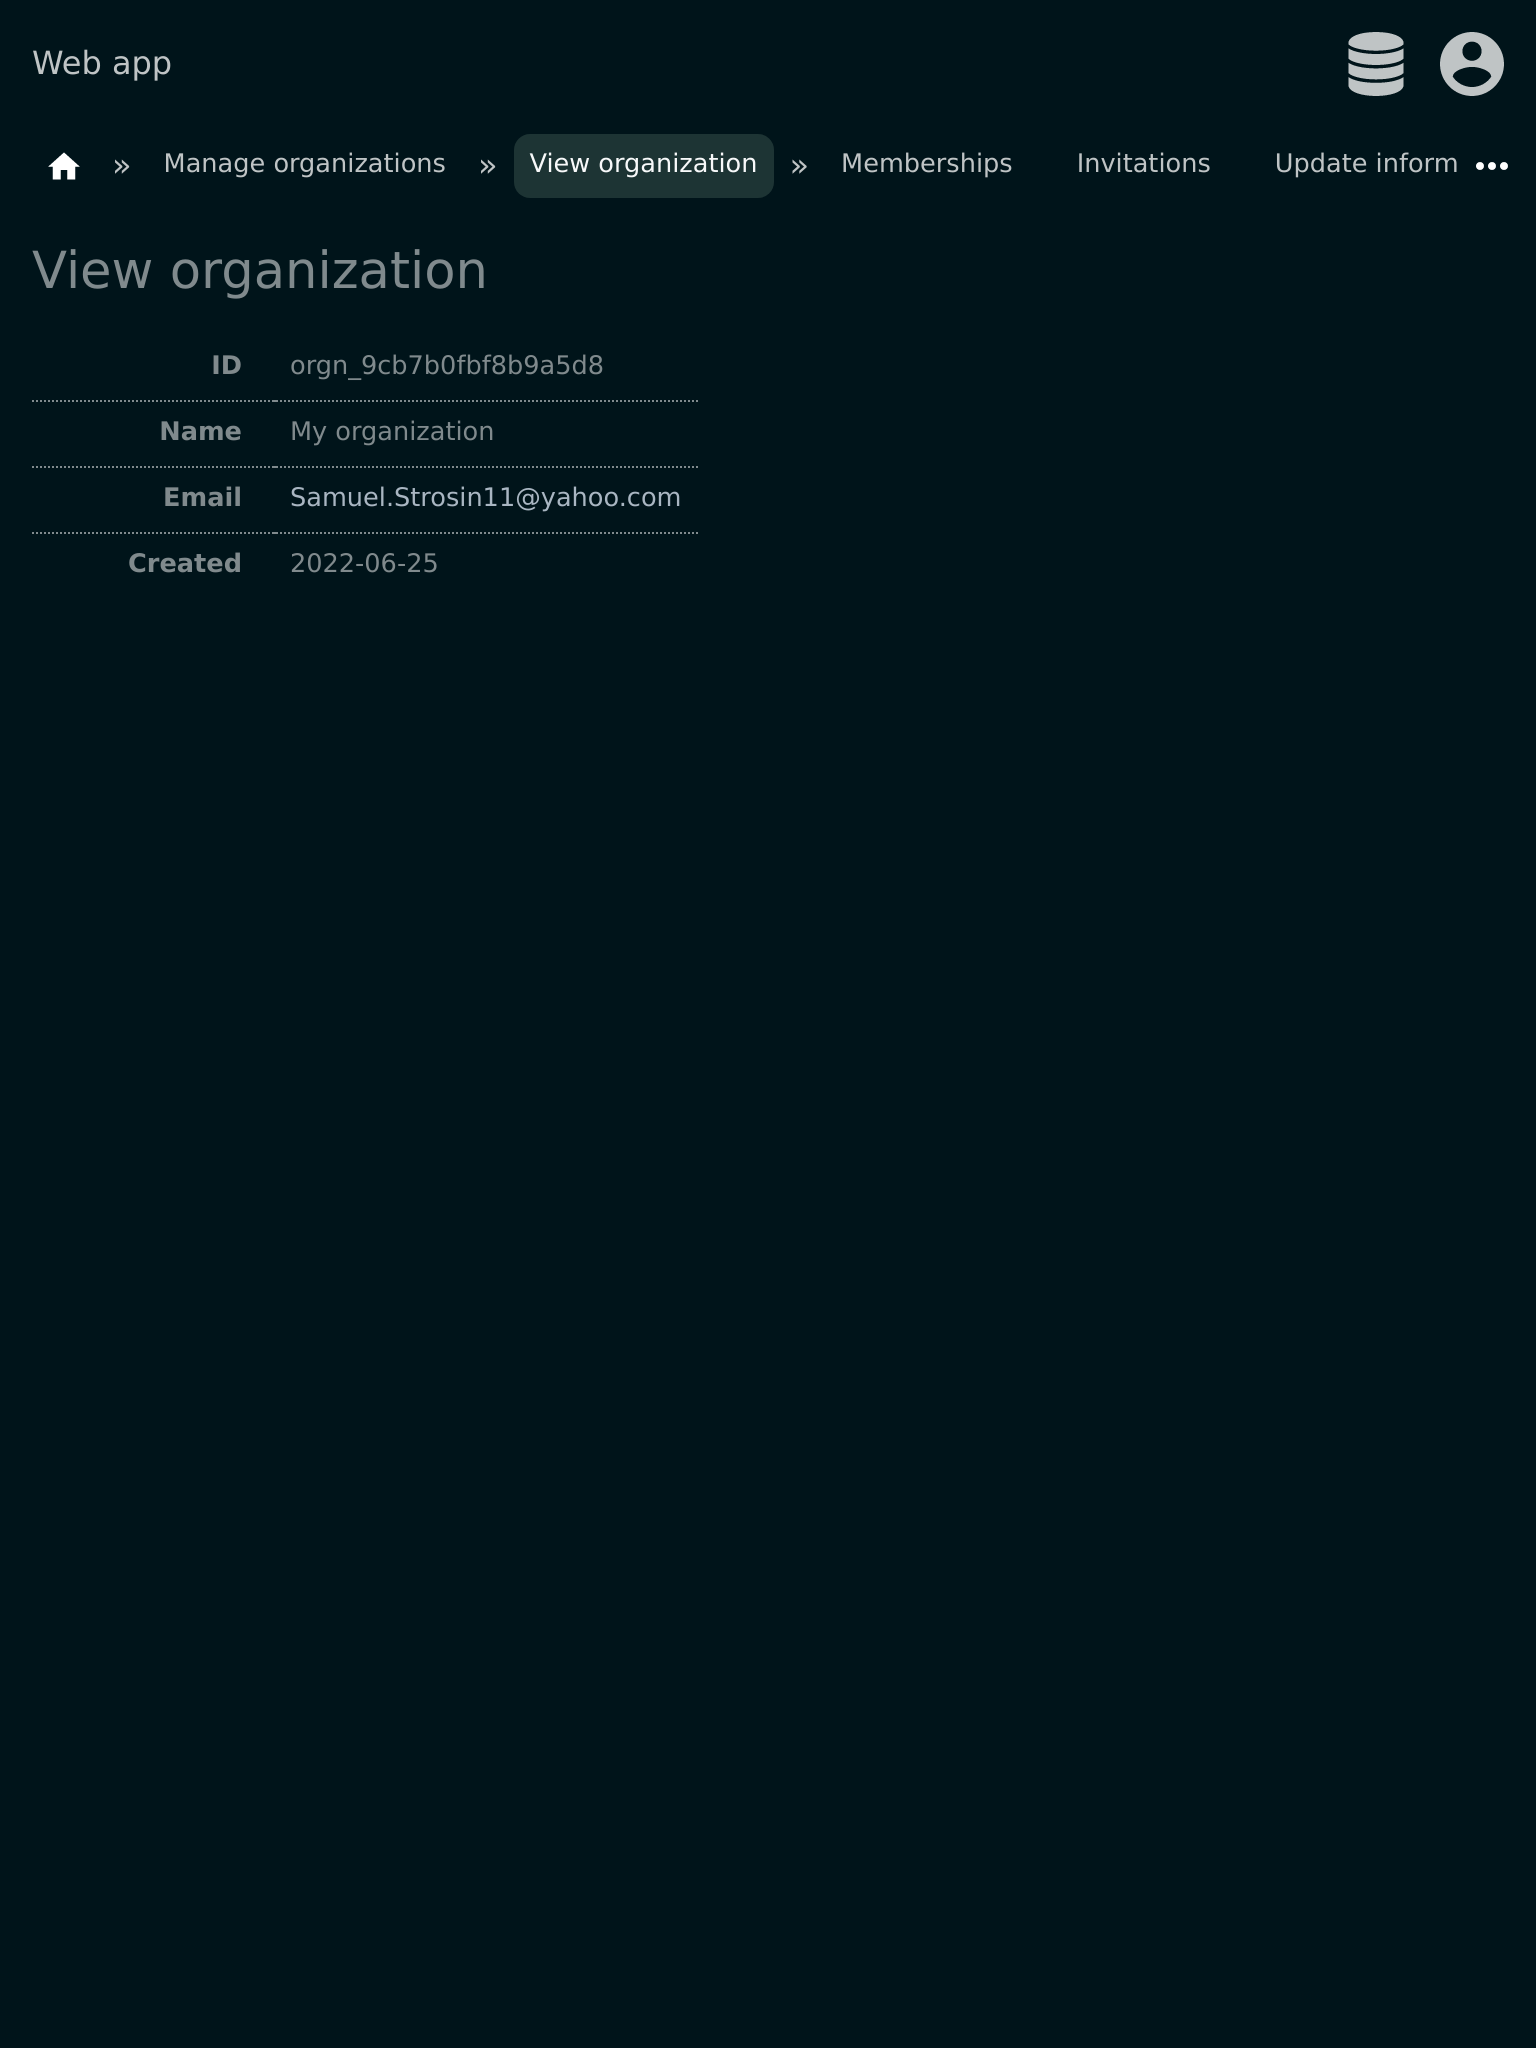 Web app
» Manage organizations » View organization » Memberships Invitations Update inform
View organization
ID orgn_9cb7b0fbf8b9a5d8
Name My organization
Email Samuel.Strosin11@yahoo.com
Created 2022-06-25